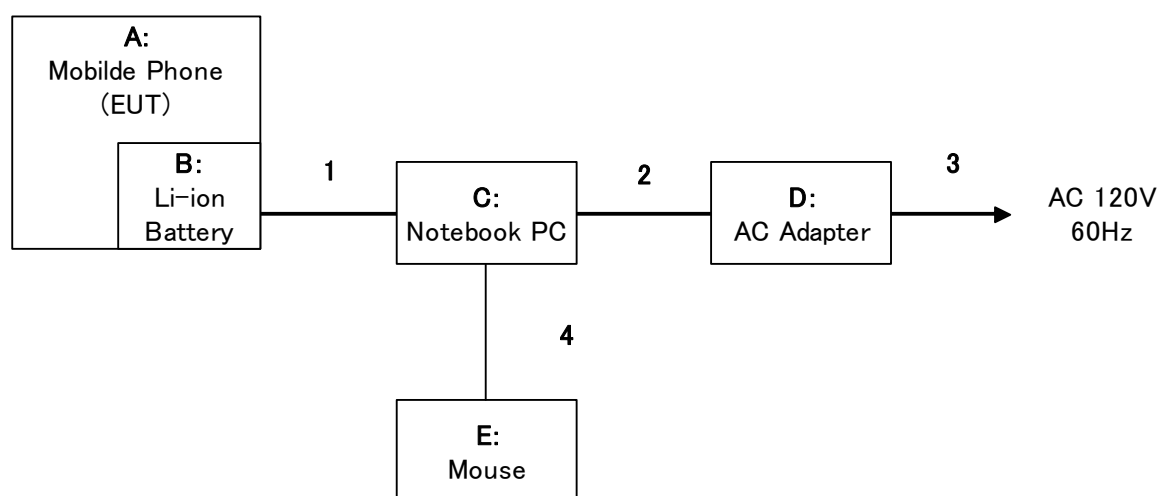 A:
Mobilde Phone
(EUT)
B:
Li-ion
Battery
1
C:
Notebook PC
2
D:
AC Adapter
3
AC 120V
60Hz
4
E:
Mouse